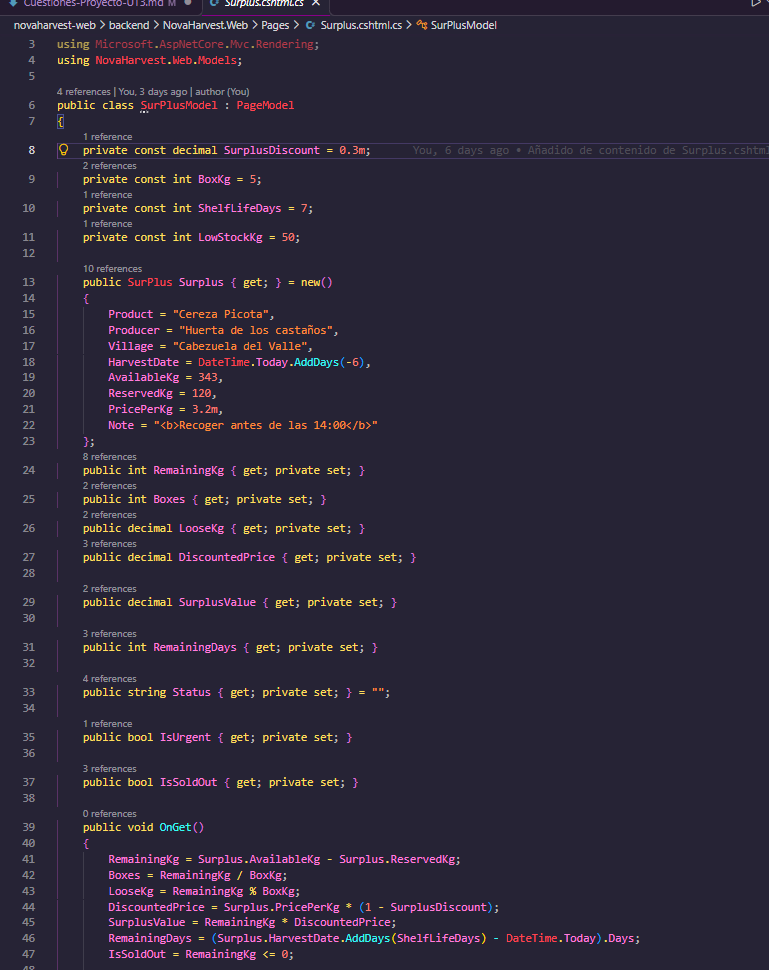 Cuestiones-Proyecto-UT3.md M
Surplus.cshtml.cs
novaharvest-web > backend > NovaHarvest.Web > Pages > Surplus.cshtml.cs > SurPlusModel
3 using Microsoft.AspNetCore.Mvc.Rendering;
4 using NovaHarvest.Web.Models;
5
4 references | You, 3 days ago | author (You)
6 public class SurPlusModel : PageModel
7 {
1 reference
8 private const decimal SurplusDiscount = 0.3m; You, 6 days ago • Añadido de contenido de Surplus.cshtml
2 references
9 private const int BoxKg = 5;
1 reference
10 private const int ShelfLifeDays = 7;
1 reference
11 private const int LowStockKg = 50;
12
10 references
13 public SurPlus Surplus { get; } = new()
14 {
15 Product = "Cereza Picota",
16 Producer = "Huerta de los castaños",
17 Village = "Cabezuela del Valle",
18 HarvestDate = DateTime.Today.AddDays(-6),
19 AvailableKg = 343,
20 ReservedKg = 120,
21 PricePerKg = 3.2m,
22 Note = "<b>Recoger antes de las 14:00</b>"
23 };
8 references
24 public int RemainingKg { get; private set; }
2 references
25 public int Boxes { get; private set; }
2 references
26 public decimal LooseKg { get; private set; }
3 references
27 public decimal DiscountedPrice { get; private set; }
28
2 references
29 public decimal SurplusValue { get; private set; }
30
3 references
31 public int RemainingDays { get; private set; }
32
4 references
33 public string Status { get; private set; } = "";
34
1 reference
35 public bool IsUrgent { get; private set; }
36
3 references
37 public bool IsSoldOut { get; private set; }
38
0 references
39 public void OnGet()
40 {
41 RemainingKg = Surplus.AvailableKg - Surplus.ReservedKg;
42 Boxes = RemainingKg / BoxKg;
43 LooseKg = RemainingKg % BoxKg;
44 DiscountedPrice = Surplus.PricePerKg * (1 - SurplusDiscount);
45 SurplusValue = RemainingKg * DiscountedPrice;
46 RemainingDays = (Surplus.HarvestDate.AddDays(ShelfLifeDays) - DateTime.Today).Days;
47 IsSoldOut = RemainingKg <= 0;
48